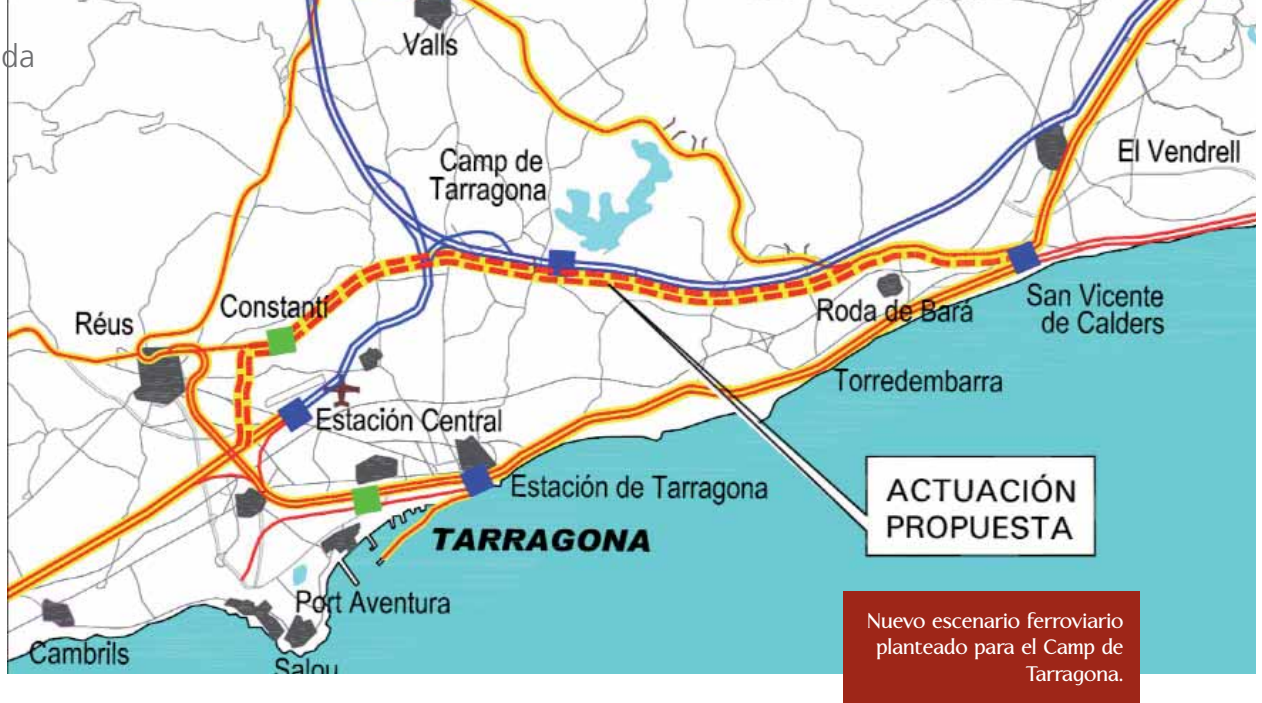 da
Valls
Camp de
Tarragona
El Vendrell
Constantí
Réus
Roda de Bará
San Vicente
de Calders
Torredembarra
Estación Central
Estación de Tarragona
ACTUACIÓN
PROPUESTA
TARRAGONA
Port Aventura
Cambrils
Salou
Nuevo escenario ferroviario
planteado para el Camp de
Tarragona.